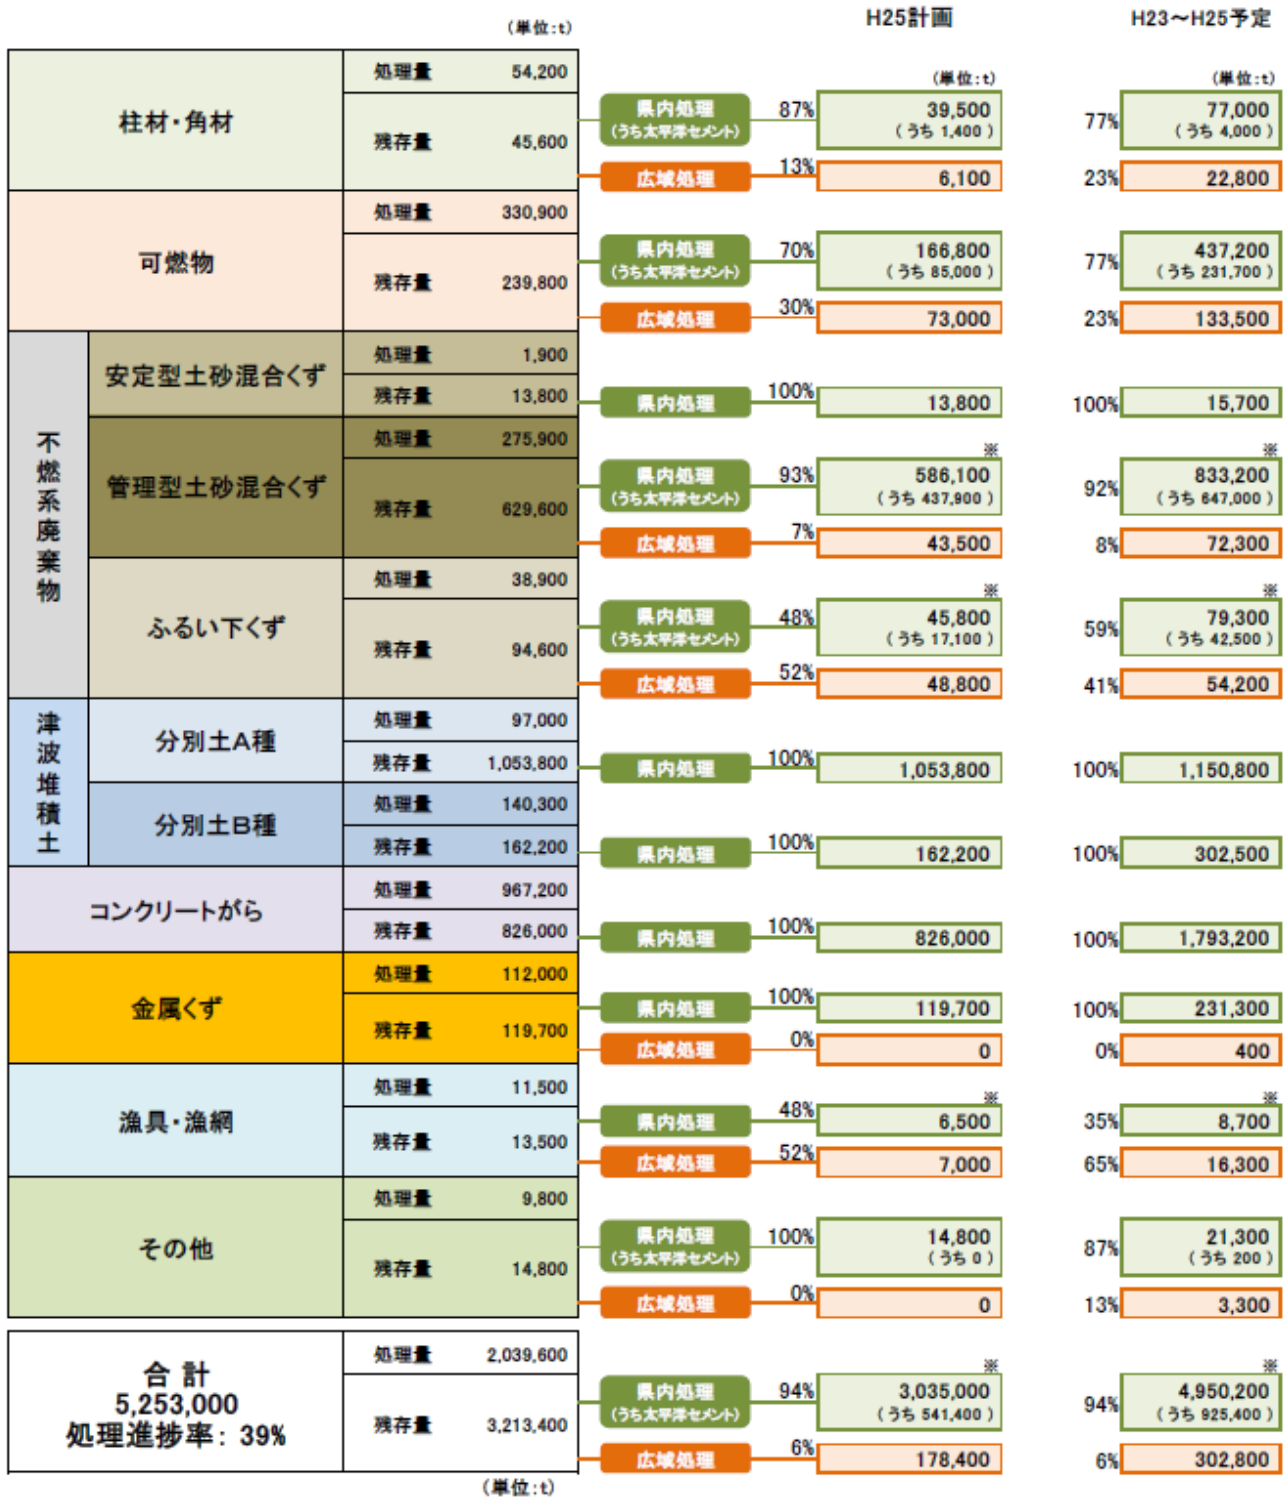 H25計画
H23～H25予定
(単位:t)
(単位:t)
(単位:t)
柱材・角材
処理量 54,200
残存量 45,600
県内処理
(うち太平洋セメント)
87%
39,500
(うち 1,400)
77%
77,000
(うち 4,000)
広域処理 13% 6,100 23% 22,800
可燃物
処理量 330,900
残存量 239,800
県内処理
(うち太平洋セメント)
70%
166,800
(うち 85,000)
77%
437,200
(うち 231,700)
広域処理 30% 73,000 23% 133,500
不燃系廃棄物
安定型土砂混合くず
処理量 1,900
残存量 13,800
県内処理 100% 13,800 100% 15,700
管理型土砂混合くず
処理量 275,900
残存量 629,600
県内処理
(うち太平洋セメント)
93%
※
586,100
(うち 437,900)
92%
※
833,200
(うち 647,000)
広域処理 7% 43,500 8% 72,300
ふるい下くず
処理量 38,900
残存量 94,600
県内処理
(うち太平洋セメント)
48%
※
45,800
(うち 17,100)
59%
※
79,300
(うち 42,500)
広域処理 52% 48,800 41% 54,200
津波堆積土
分別土A種
処理量 97,000
残存量 1,053,800
県内処理 100% 1,053,800 100% 1,150,800
分別土B種
処理量 140,300
残存量 162,200
県内処理 100% 162,200 100% 302,500
コンクリートがら
処理量 967,200
残存量 826,000
県内処理 100% 826,000 100% 1,793,200
金属くず
処理量 112,000
残存量 119,700
県内処理 100% 119,700 100% 231,300
広域処理 0% 0 0% 400
漁具・漁網
処理量 11,500
残存量 13,500
※
※
県内処理 48% 6,500 35% 8,700
広域処理 52% 7,000 65% 16,300
その他
処理量 9,800
残存量 14,800
県内処理
(うち太平洋セメント)
100%
14,800
(うち 0)
87%
21,300
(うち 200)
広域処理 0% 0 13% 3,300
合 計
5,253,000
処理進捗率: 39%
処理量 2,039,600
残存量 3,213,400
県内処理
(うち太平洋セメント)
94%
※
3,035,000
(うち 541,400)
94%
※
4,950,200
(うち 925,400)
広域処理 6% 178,400 6% 302,800
(単位:t)